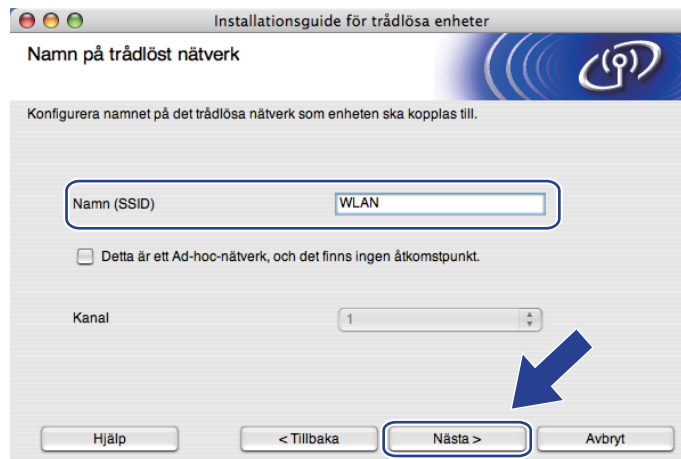 Installationsguide för trådlösa enheter
Namn på trådlöst nätverk
Konfigurera namnet på det trådlösa nätverk som enheten ska kopplas till.
Namn (SSID) WLAN
Detta är ett Ad-hoc-nätverk, och det finns ingen åtkomstpunkt.
Kanal 1
Hjälp < Tillbaka Nästa > Avbryt